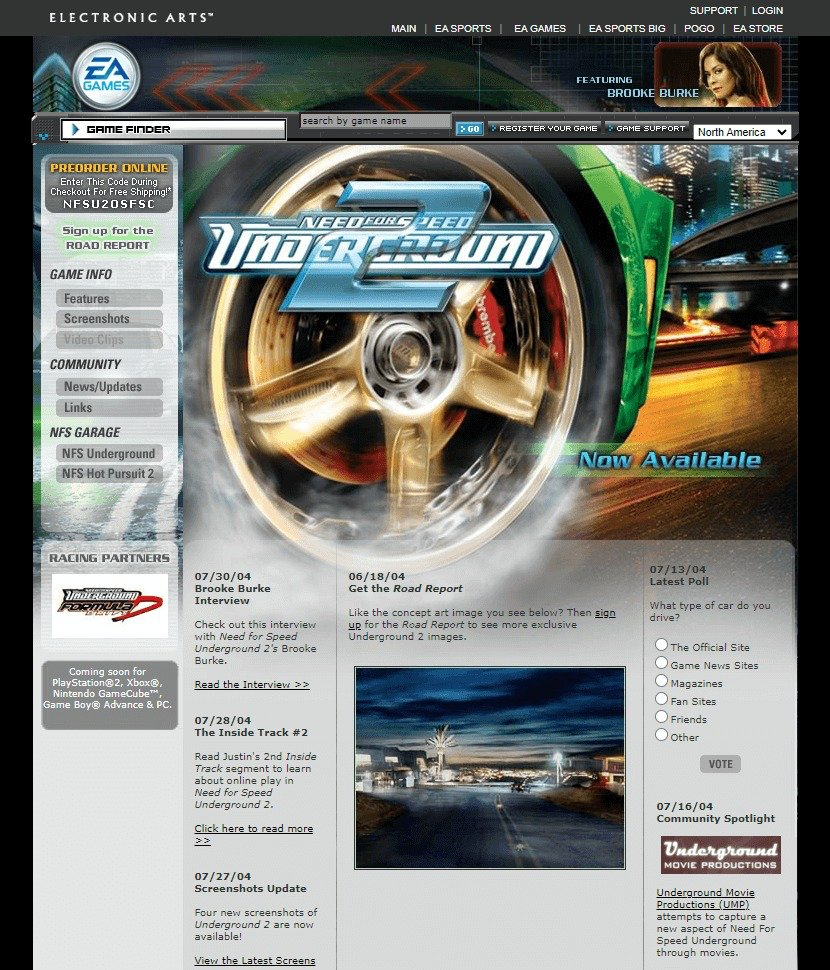 ELECTRONIC ARTS™
SUPPORT | LOGIN
MAIN | EA SPORTS | EA GAMES | EA SPORTS BIG | POGO | EA STORE
EA
GAMES
FEATURING
BROOKE BURKE
GAME FINDER
search by game name
GO
REGISTER YOUR GAME
GAME SUPPORT
North America
PREORDER ONLINE
Enter This Code During
Checkout For Free Shipping!*
NFSU2OSFSC
Sign up for the
ROAD REPORT
GAME INFO
Features
Screenshots
Video Clips
COMMUNITY
News/Updates
Links
NFS GARAGE
NFS Underground
NFS Hot Pursuit 2
RACING PARTNERS
UNDERGROUND
FORMULA D
Coming soon for
PlayStation®2, Xbox®,
Nintendo GameCube™,
Game Boy® Advance & PC.
NEED FOR SPEED
UNDERGROUND
2
brembo
Now Available
07/30/04
Brooke Burke
Interview
Check out this interview
with Need for Speed
Underground 2's Brooke
Burke.
Read the Interview >>
07/28/04
The Inside Track #2
Read Justin's 2nd Inside
Track segment to learn
about online play in
Need for Speed
Underground 2.
Click here to read more
>>
07/27/04
Screenshots Update
Four new screenshots of
Underground 2 are now
available!
View the Latest Screens
06/18/04
Get the Road Report
Like the concept art image you see below? Then sign
up for the Road Report to see more exclusive
Underground 2 images.
07/13/04
Latest Poll
What type of car do you
drive?
The Official Site
Game News Sites
Magazines
Fan Sites
Friends
Other
VOTE
07/16/04
Community Spotlight
Underground
MOVIE PRODUCTIONS
Underground Movie
Productions (UMP)
attempts to capture a
new aspect of Need For
Speed Underground
through movies.